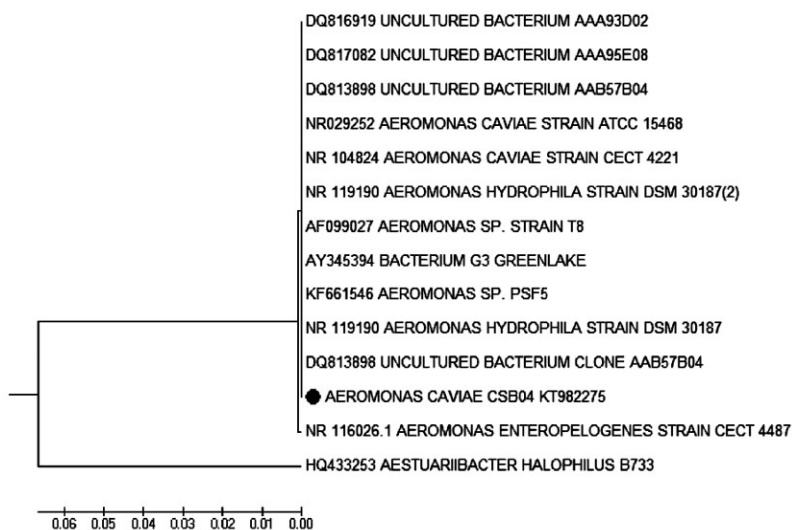 DQ816919 UNCULTURED BACTERIUM AAA93D02
DQ817082 UNCULTURED BACTERIUM AAA95E08
DQ813898 UNCULTURED BACTERIUM AAB57B04
NR029252 AEROMONAS CAVIAE STRAIN ATCC 15468
NR 104824 AEROMONAS CAVIAE STRAIN CECT 4221
NR 119190 AEROMONAS HYDROPHILA STRAIN DSM 30187(2)
AF099027 AEROMONAS SP. STRAIN T8
AY345394 BACTERIUM G3 GREENLAKE
KF661546 AEROMONAS SP. PSF5
NR 119190 AEROMONAS HYDROPHILA STRAIN DSM 30187
DQ813898 UNCULTURED BACTERIUM CLONE AAB57B04
AEROMONAS CAVIAE CSB04 KT982275
NR 116026.1 AEROMONAS ENTEROPELOGENES STRAIN CECT 4487
HQ433253 AESTUARIIBACTER HALOPHILUS B733
0.06 0.05 0.04 0.03 0.02 0.01 0.00